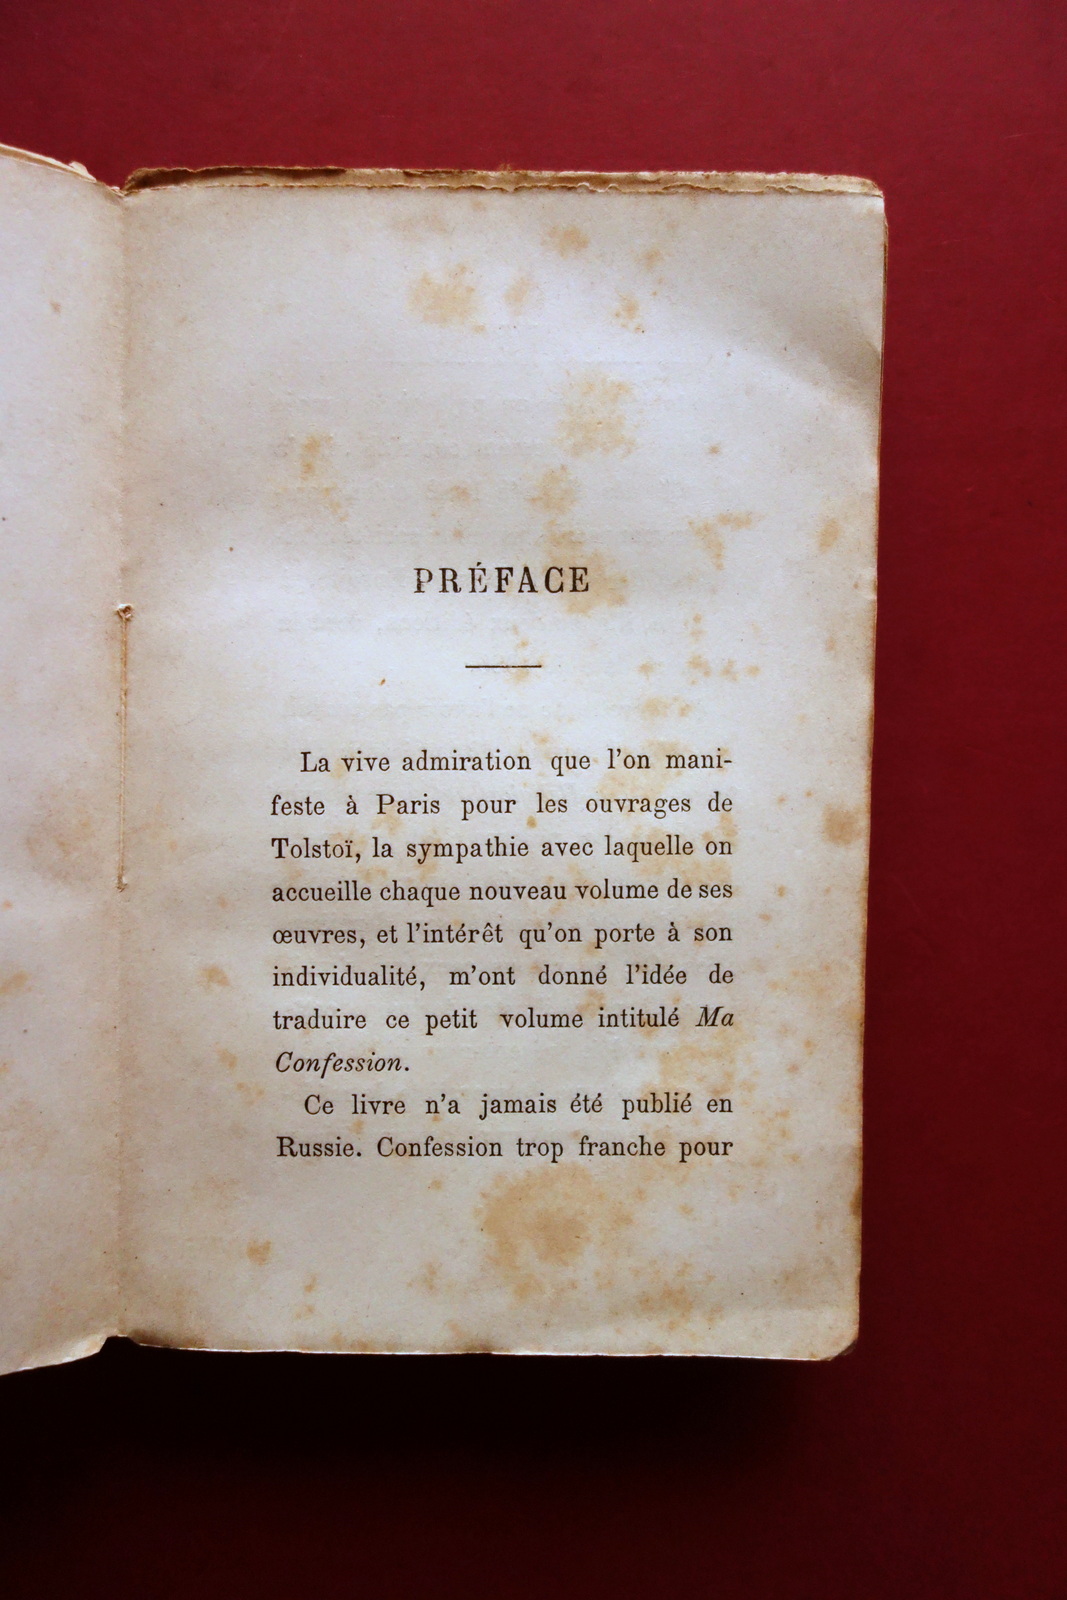 PRÉFACE
La vive admiration que l'on mani-
feste à Paris pour les ouvrages de
Tolstoï, la sympathie avec laquelle on
accueille chaque nouveau volume de ses
œuvres, et l'intérêt qu'on porte à son
individualité, m'ont donné l'idée de
traduire ce petit volume intitulé Ma
Confession.
Ce livre n'a jamais été publié en
Russie. Confession trop franche pour